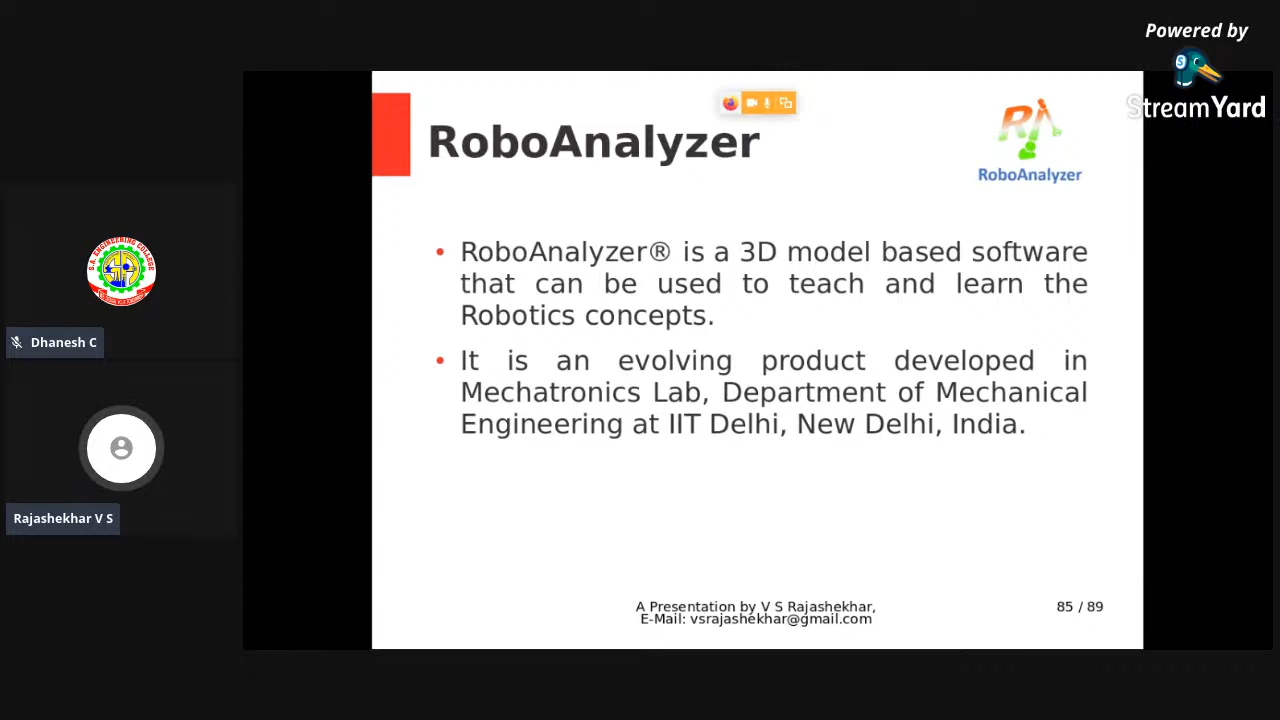 Powered by
StreamYard
RoboAnalyzer
RoboAnalyzer
• RoboAnalyzer® is a 3D model based software
that can be used to teach and learn the
Robotics concepts.
• It is an evolving product developed in
Mechatronics Lab, Department of Mechanical
Engineering at IIT Delhi, New Delhi, India.
A Presentation by V S Rajashekhar,
E-Mail: vsrajashekhar@gmail.com
85 / 89
S.A. ENGINEERING COLLEGE
Dhanesh C
Rajashekhar V S